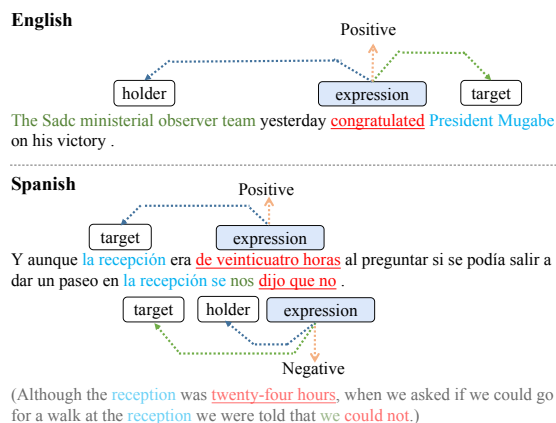 English
Positive
holder expression target
The Sadc ministerial observer team yesterday congratulated President Mugabe
on his victory .
Spanish
Positive
target expression
Y aunque la recepción era de veinticuatro horas al preguntar si se podía salir a
dar un paseo en la recepción se nos dijo que no .
target holder expression
Negative
(Although the reception was twenty-four hours, when we asked if we could go
for a walk at the reception we were told that we could not.)